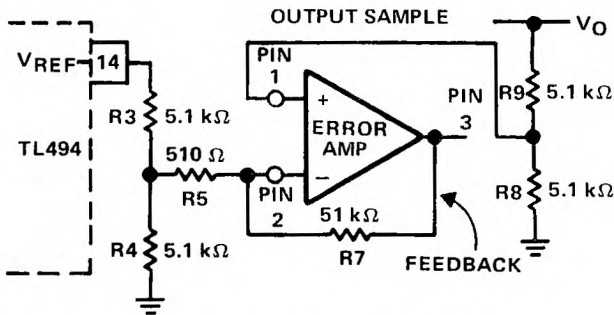 OUTPUT SAMPLE
VO
VREF
14
PIN
1
+
R9
5.1 kΩ
R3
5.1 kΩ
ERROR
AMP
PIN
3
TL494
510 Ω
R5
PIN
2
−
R8
5.1 kΩ
51 kΩ
R7
R4
5.1 kΩ
FEEDBACK